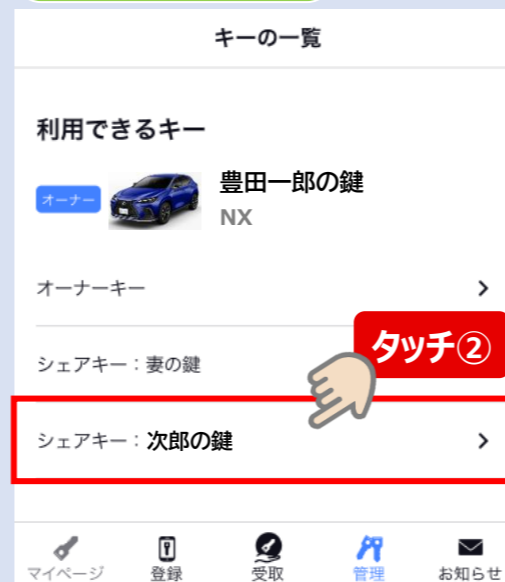 キーの一覧
利用できるキー
オーナー
豊田一郎の鍵
NX
オーナーキー
タッチ②
シェアキー：妻の鍵
シェアキー：次郎の鍵
マイページ
登録
受取
管理
お知らせ